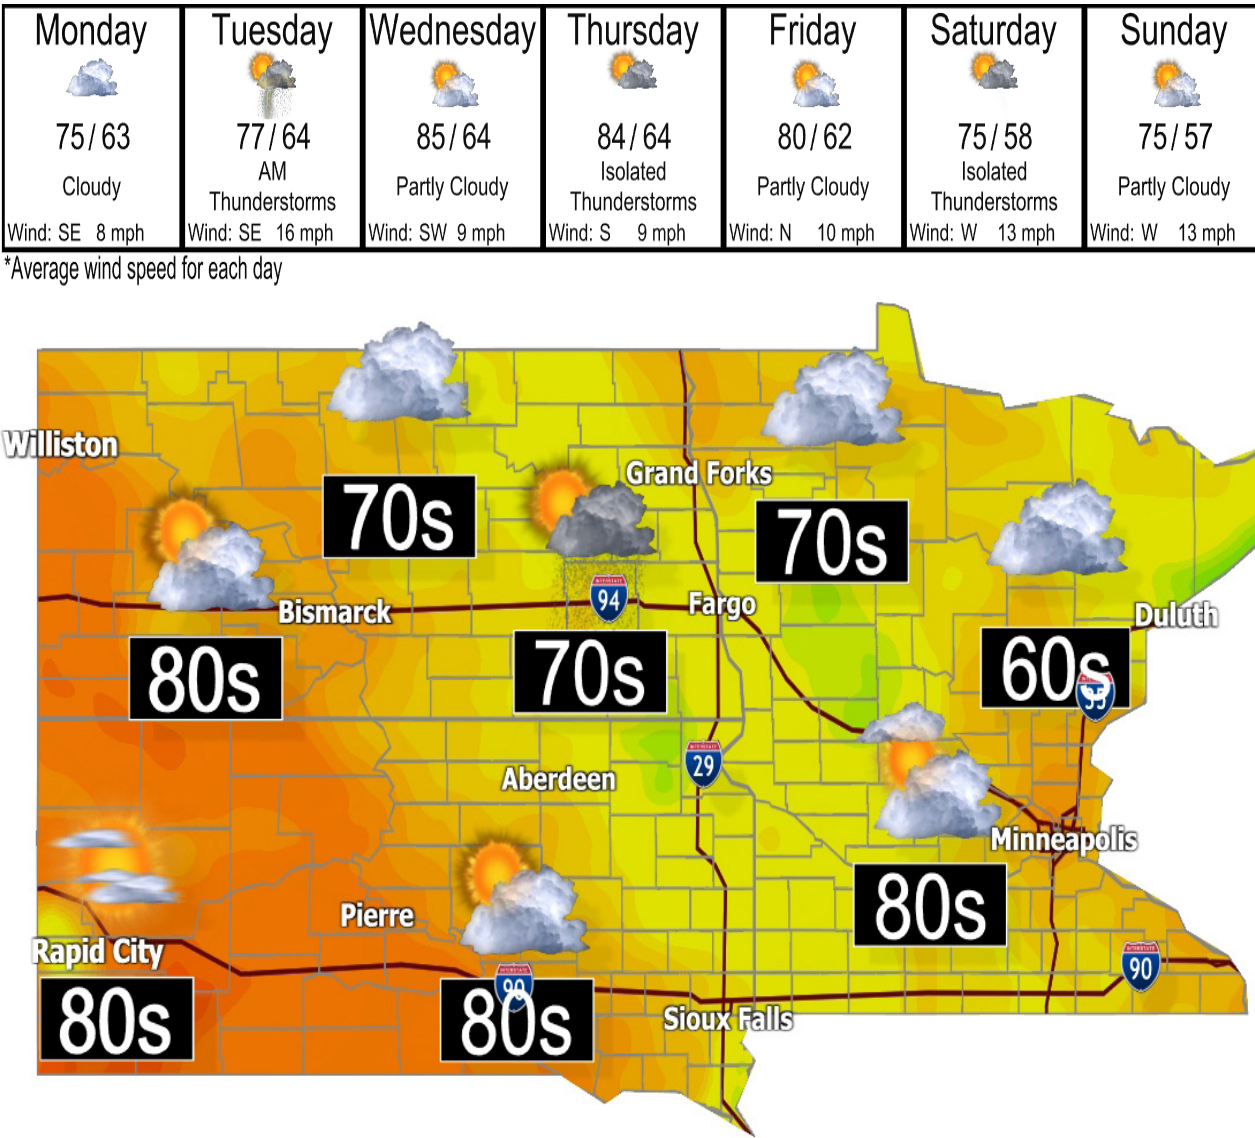 Monday
75/63
Cloudy
Wind: SE 8 mph
Tuesday
77/64
AM
Thunderstorms
Wind: SE 16 mph
Wednesday
85/64
Partly Cloudy
Wind: SW 9 mph
Thursday
84/64
Isolated
Thunderstorms
Wind: S 9 mph
Friday
80/62
Partly Cloudy
Wind: N 10 mph
Saturday
75/58
Isolated
Thunderstorms
Wind: W 13 mph
Sunday
75/57
Partly Cloudy
Wind: W 13 mph
*Average wind speed for each day
Williston
Grand Forks
70s
70s
Bismarck
INTERSTATE
94
Fargo
Duluth
80s
70s
60s
35
INTERSTATE
29
Aberdeen
Minneapolis
Pierre
80s
Rapid City
INTERSTATE
90
INTERSTATE
90
80s
80s
Sioux Falls